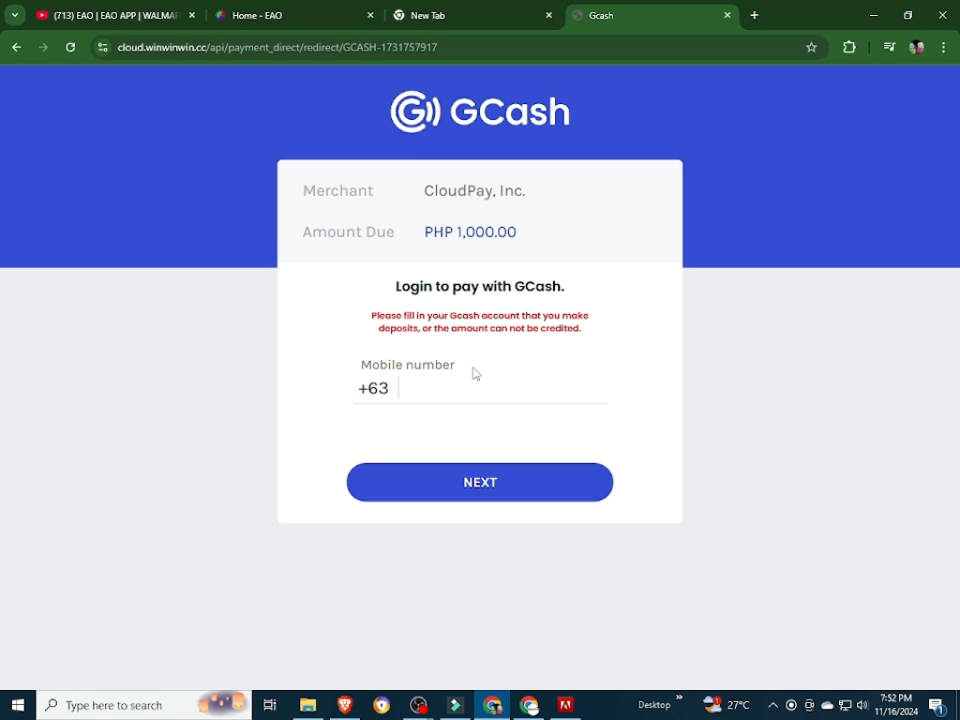 (713) EAO | EAO APP | WALMA
Home - EAO
New Tab
Gcash
cloud.winwinwin.cc/api/payment_direct/redirect/GCASH-1731757917
GCash
Merchant CloudPay, Inc.
Amount Due PHP 1,000.00
Login to pay with GCash.
Please fill in your Gcash account that you make
deposits, or the amount can not be credited.
Mobile number
+63
NEXT
Type here to search
Desktop
27°C
7:52 PM
11/16/2024
1